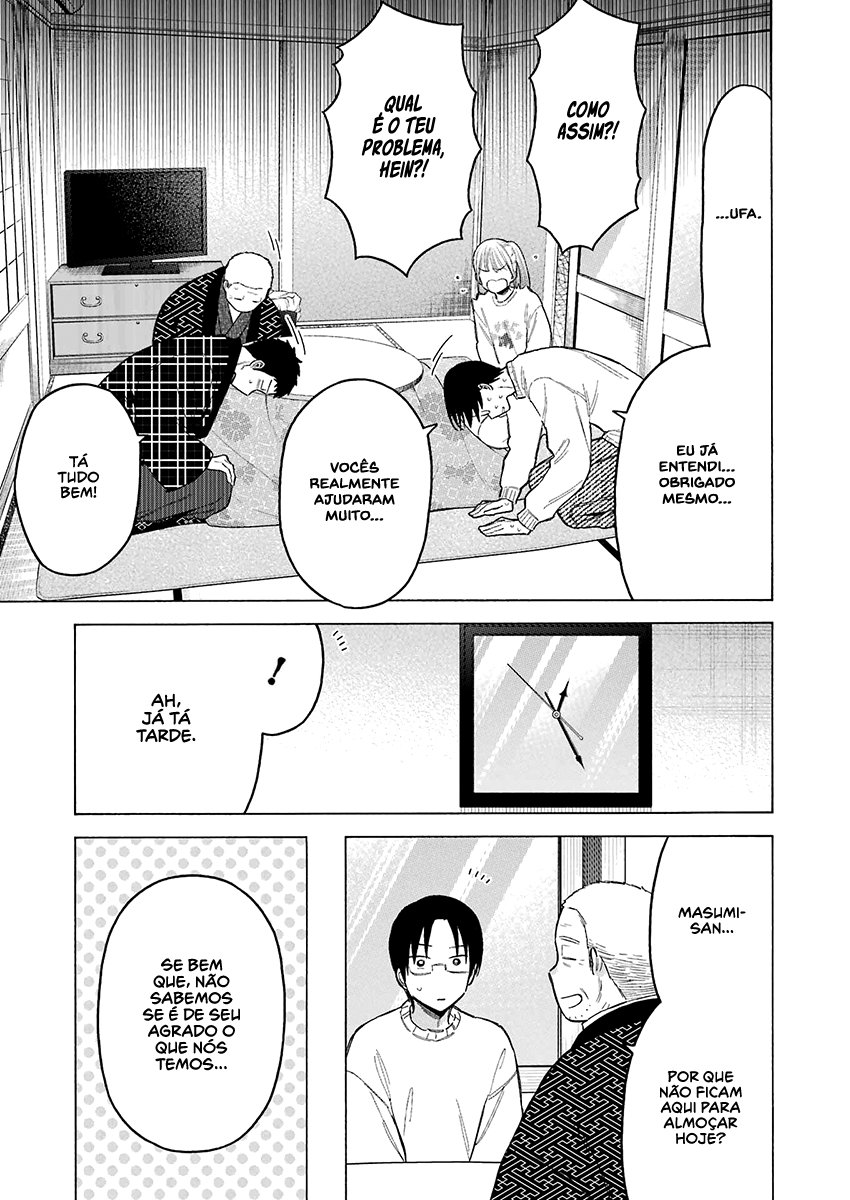 ...UFA.
EU JÁ
ENTENDI...
OBRIGADO
MESMO...
COMO
ASSIM?!
QUAL
É O TEU
PROBLEMA,
HEIN?!
VOCÊS
REALMENTE
AJUDARAM
MUITO...
TÁ
TUDO
BEM!
!
AH,
JÁ TÁ
TARDE.
MASUMI-
SAN...
POR QUE
NÃO FICAM
AQUI PARA
ALMOÇAR
HOJE?
SE BEM
QUE, NÃO
SABEMOS
SE É DE SEU
AGRADO O
QUE NÓS
TEMOS...